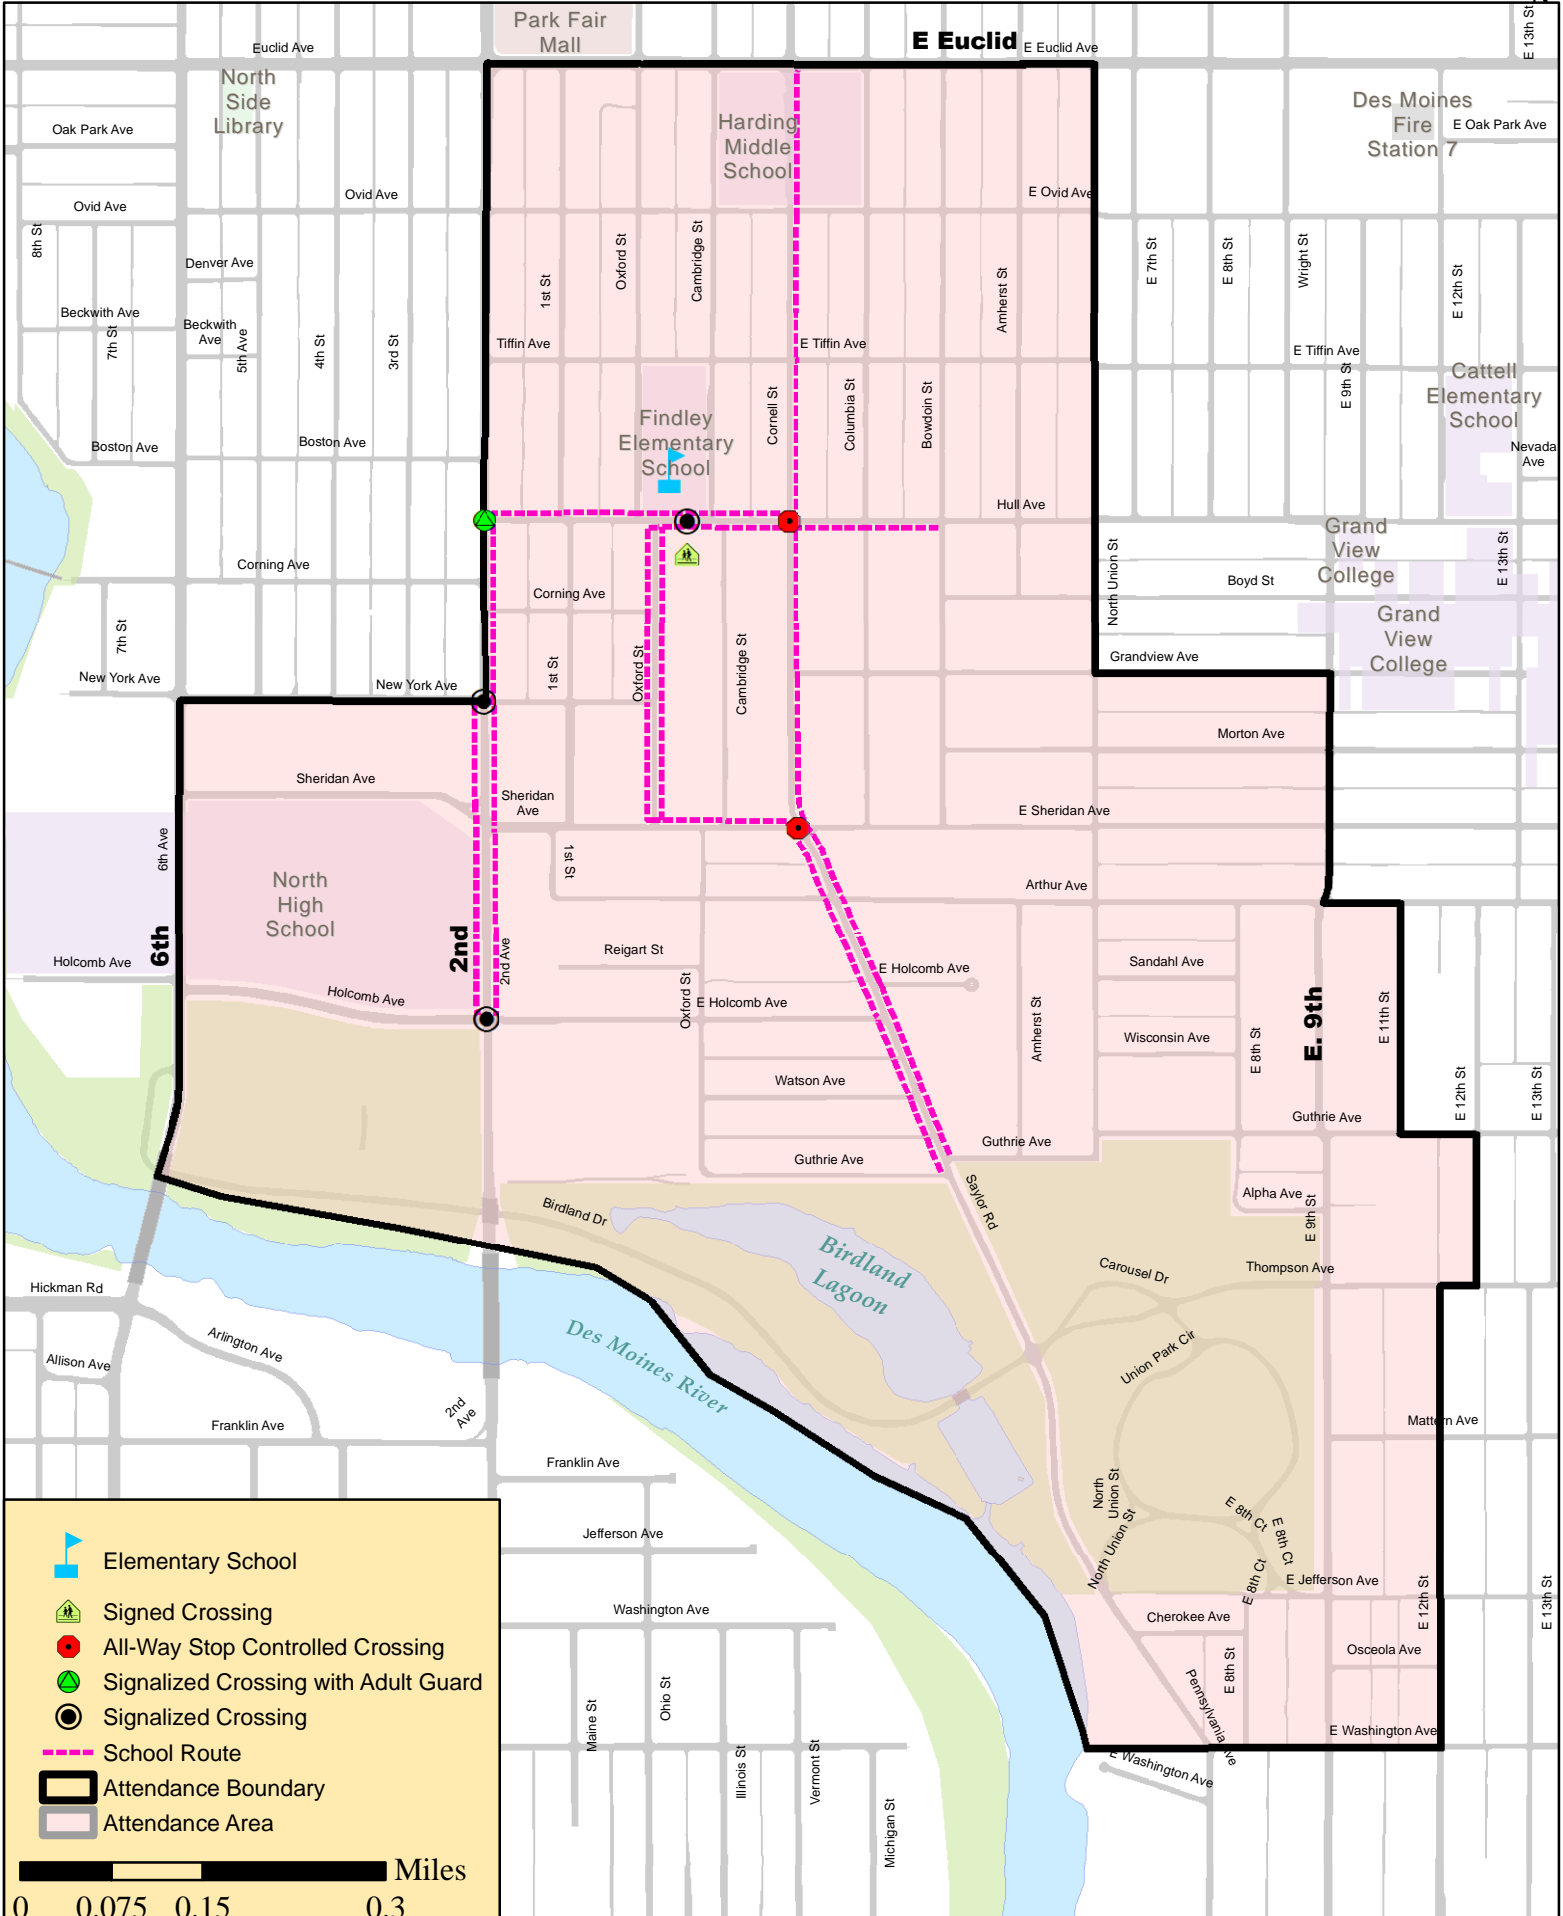 Park Fair
Mall
E Euclid
E Euclid Ave
Euclid Ave
E 13th St
North
Side
Library
Oak Park Ave
Harding
Middle
School
Des Moines
Fire
Station 7
E Oak Park Ave
Ovid Ave
Ovid Ave
E Ovid Ave
8th St
Denver Ave
Oxford St
Cambridge St
1st St
Amherst St
E 7th St
E 8th St
Wright St
E 12th St
Beckwith Ave
Beckwith
Ave
7th St
5th Ave
4th St
3rd St
Tiffin Ave
E Tiffin Ave
E Tiffin Ave
E 9th St
Cattell
Elementary
School
Findley
Elementary
School
Cornell St
Columbia St
Bowdoin St
Boston Ave
Boston Ave
Nevada
Ave
Hull Ave
Grand
View
College
E 13th St
Corning Ave
Corning Ave
North Union St
Boyd St
Grand
View
College
7th St
1st St
Oxford St
Cambridge St
Grandview Ave
New York Ave
New York Ave
Morton Ave
Sheridan Ave
Sheridan
Ave
E Sheridan Ave
6th Ave
1st St
Arthur Ave
North
High
School
6th
2nd
2nd Ave
Reigart St
Holcomb Ave
Holcomb Ave
Oxford St
E Holcomb Ave
E Holcomb Ave
Sandahl Ave
Amherst St
Wisconsin Ave
E 8th St
E. 9th
E 11th St
Watson Ave
E 12th St
E 13th St
Guthrie Ave
Guthrie Ave
Guthrie Ave
Saylor Rd
Alpha Ave
E 9th St
Birdland Dr
Birdland
Lagoon
Carousel Dr
Thompson Ave
Hickman Rd
Arlington Ave
Allison Ave
Des Moines River
Union Park Cir
2nd
Ave
Franklin Ave
Mattern Ave
Franklin Ave
North
Union St
North Union St
E 8th Ct
E 8th Ct
E 8th Ct
Jefferson Ave
E Jefferson Ave
E 12th St
E 13th St
Washington Ave
Cherokee Ave
Osceola Ave
E 8th St
Pennsylvania Ave
E Washington Ave
E Washington Ave
Maine St
Ohio St
Illinois St
Vermont St
Michigan St
Elementary School
Signed Crossing
All-Way Stop Controlled Crossing
Signalized Crossing with Adult Guard
Signalized Crossing
School Route
Attendance Boundary
Attendance Area
Miles
0 0.075 0.15 0.3